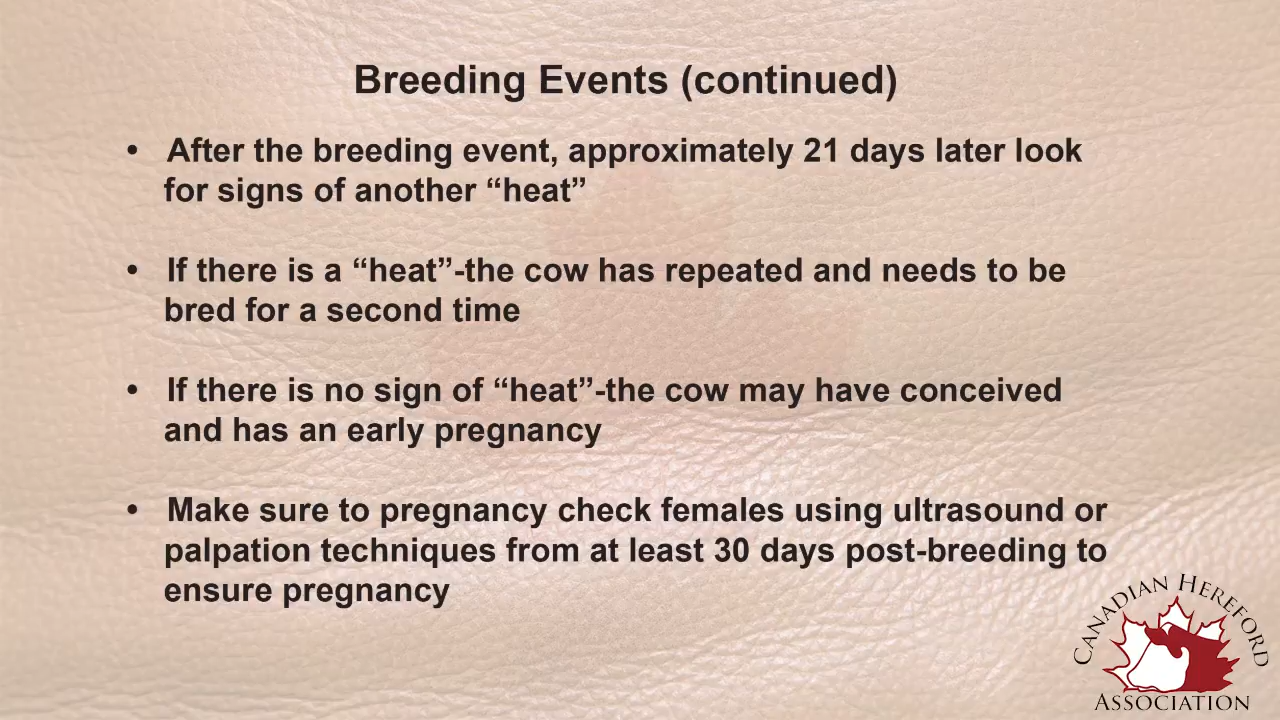 Breeding Events (continued)
• After the breeding event, approximately 21 days later look
for signs of another “heat”
• If there is a “heat”-the cow has repeated and needs to be
bred for a second time
• If there is no sign of “heat”-the cow may have conceived
and has an early pregnancy
• Make sure to pregnancy check females using ultrasound or
palpation techniques from at least 30 days post-breeding to
ensure pregnancy
Canadian Hereford
Association